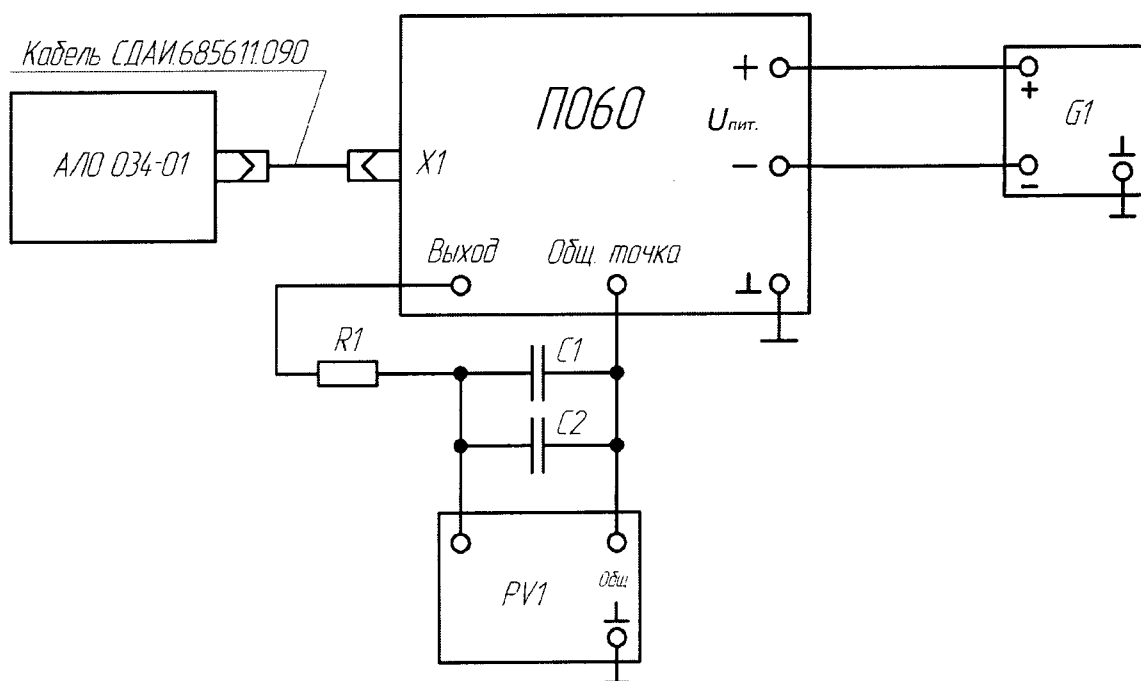 Кабель СДАИ.685611.090
АЛО 034-01
П060
X1
+
Uпит.
−
Выход
Общ. точка
+
G1
-
R1
C1
C2
PV1
Общ